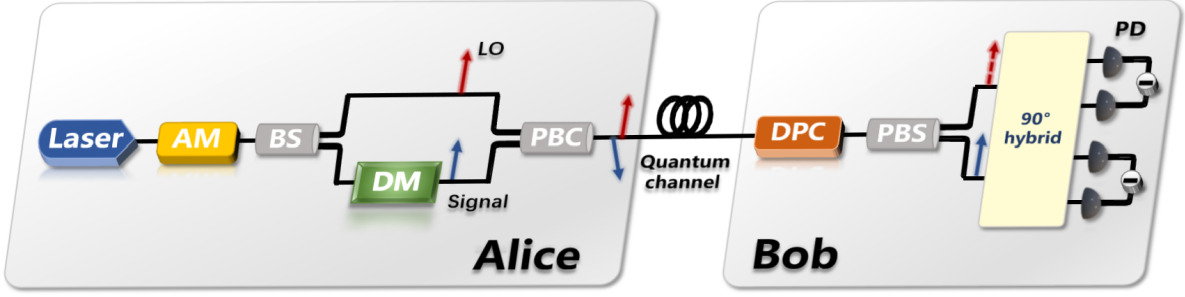 LO
Laser
AM
BS
DM
Signal
PBC
Quantum
channel
Alice
DPC
PBS
90°
hybrid
PD
Bob